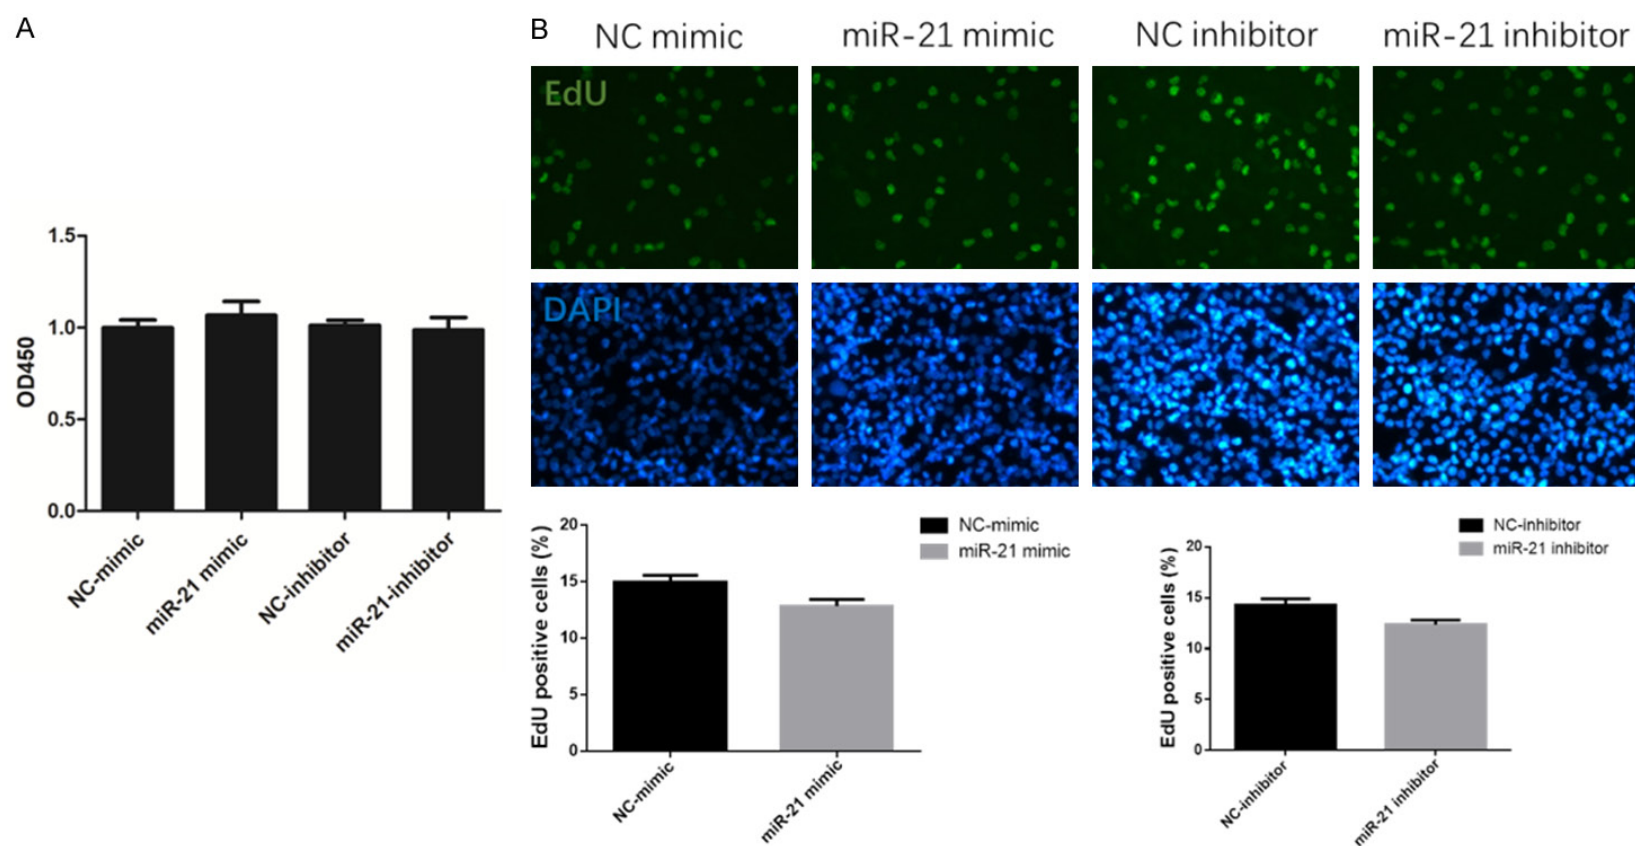 A
B
NC mimic
miR-21 mimic
NC inhibitor
miR-21 inhibitor
EdU
DAPI
1.5
1.0
0.5
0.0
OD450
NC-mimic
miR-21 mimic
NC-inhibitor
miR-21-inhibitor
20
15
10
5
0
EdU positive cells (%)
NC-mimic
miR-21 mimic
NC-mimic
miR-21 mimic
20
15
10
5
0
EdU positive cells (%)
NC-inhibitor
miR-21 inhibitor
NC-inhibitor
miR-21 inhibitor